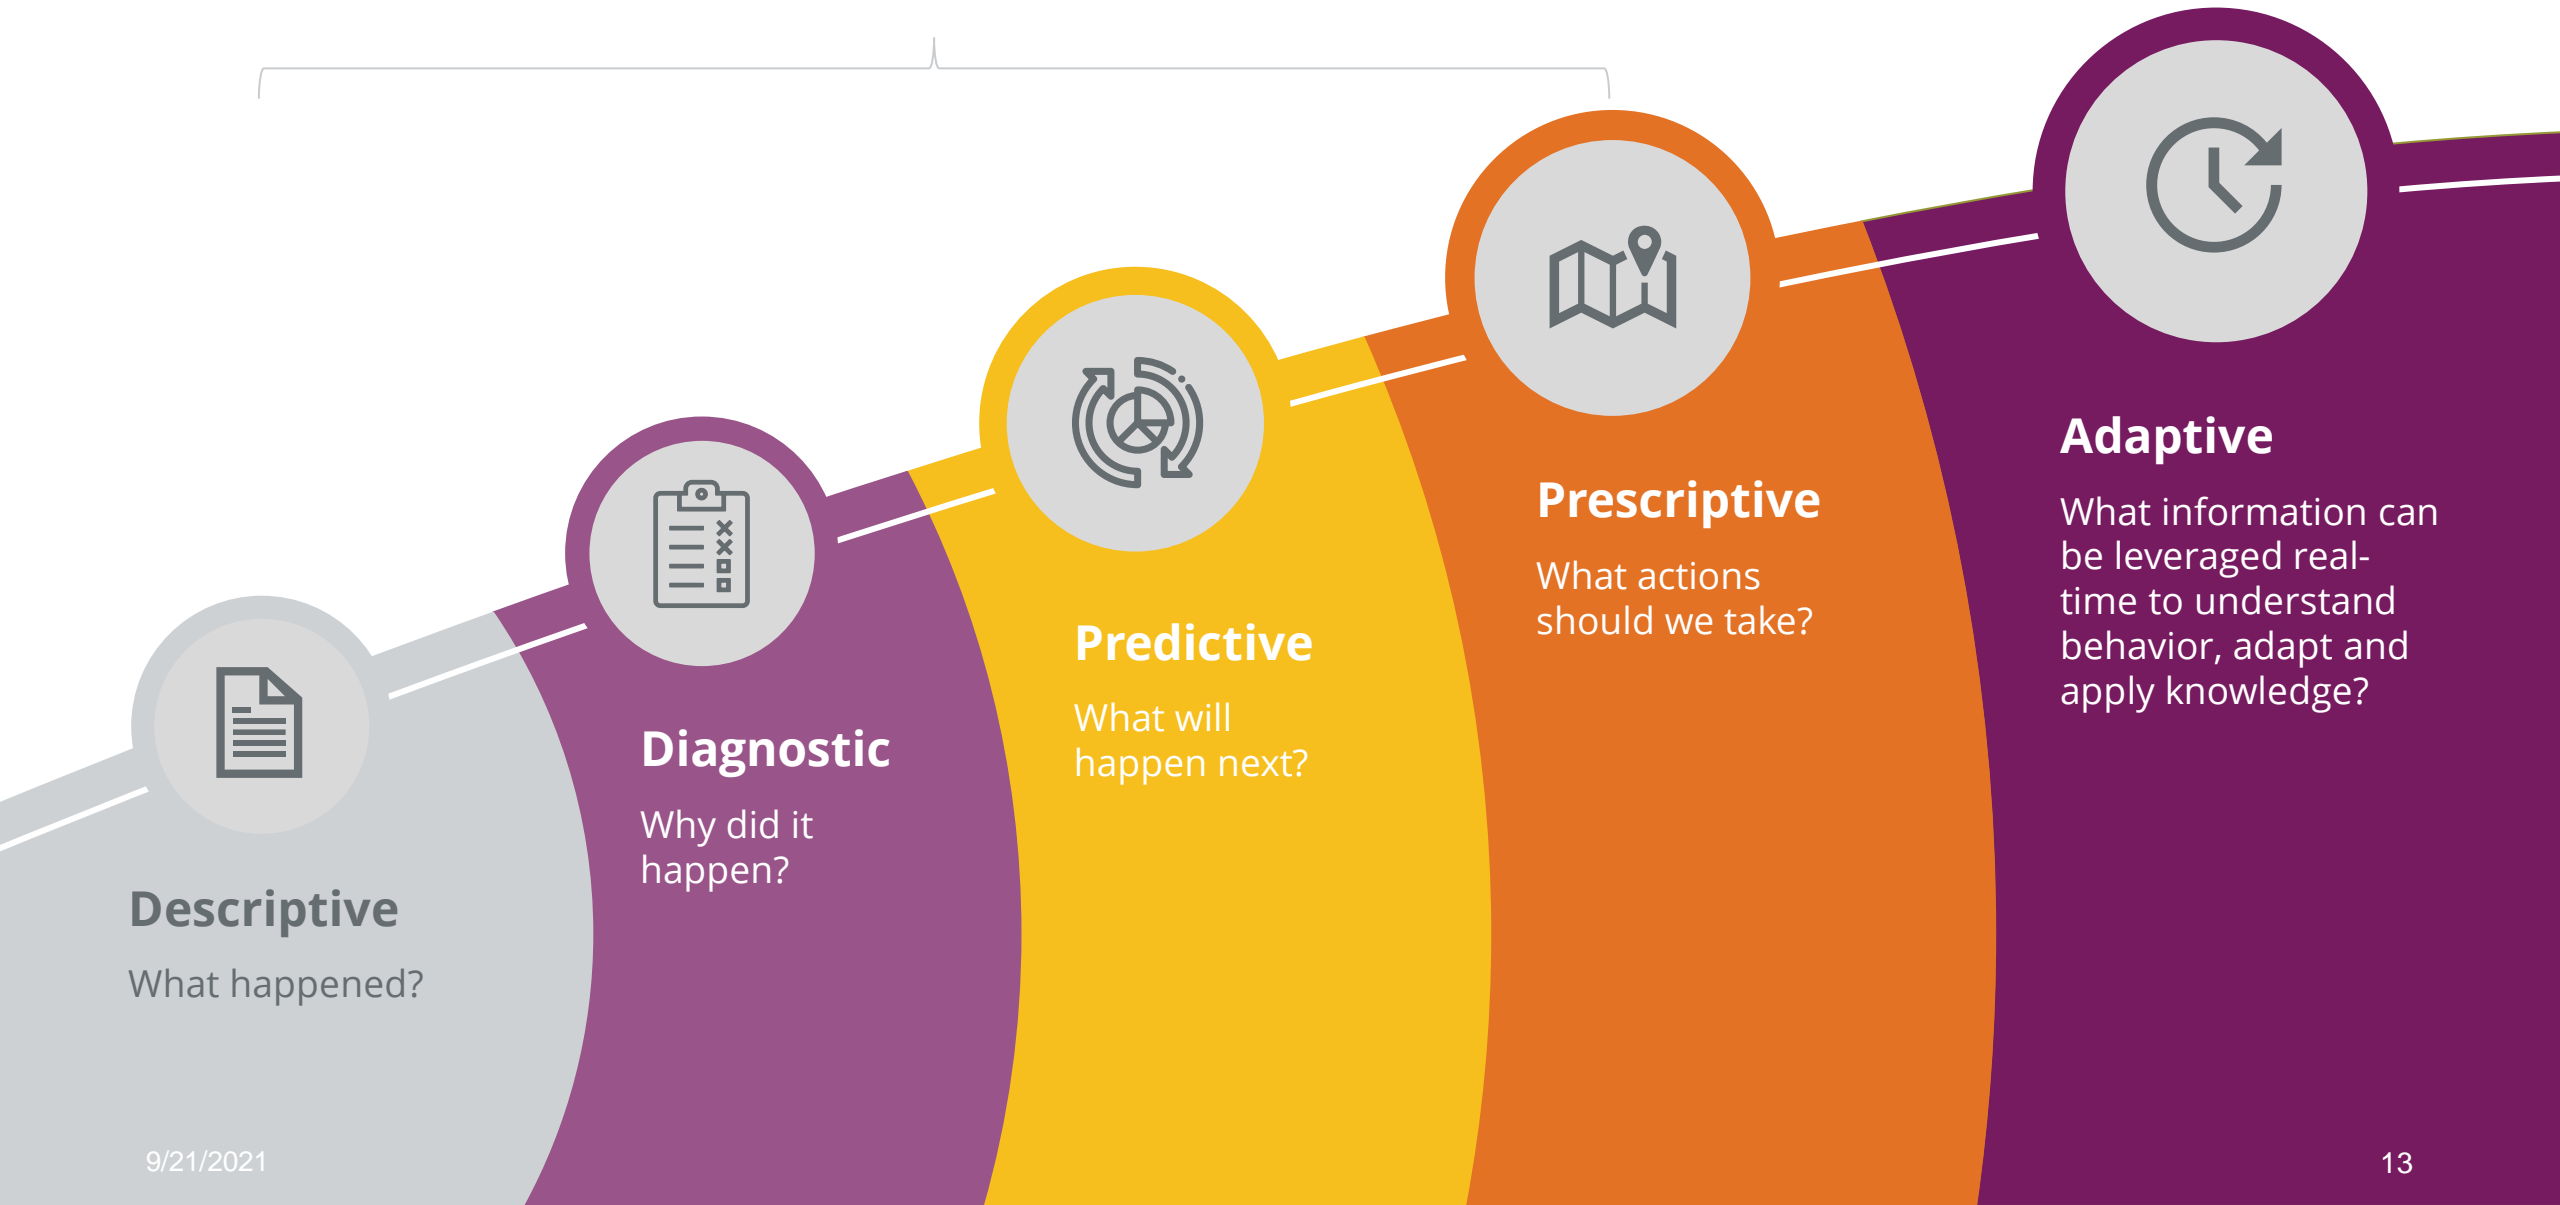 Descriptive
What happened?
Diagnostic
Why did it
happen?
Predictive
What will
happen next?
Prescriptive
What actions
should we take?
Adaptive
What information can
be leveraged real-
time to understand
behavior, adapt and
apply knowledge?
9/21/2021
13